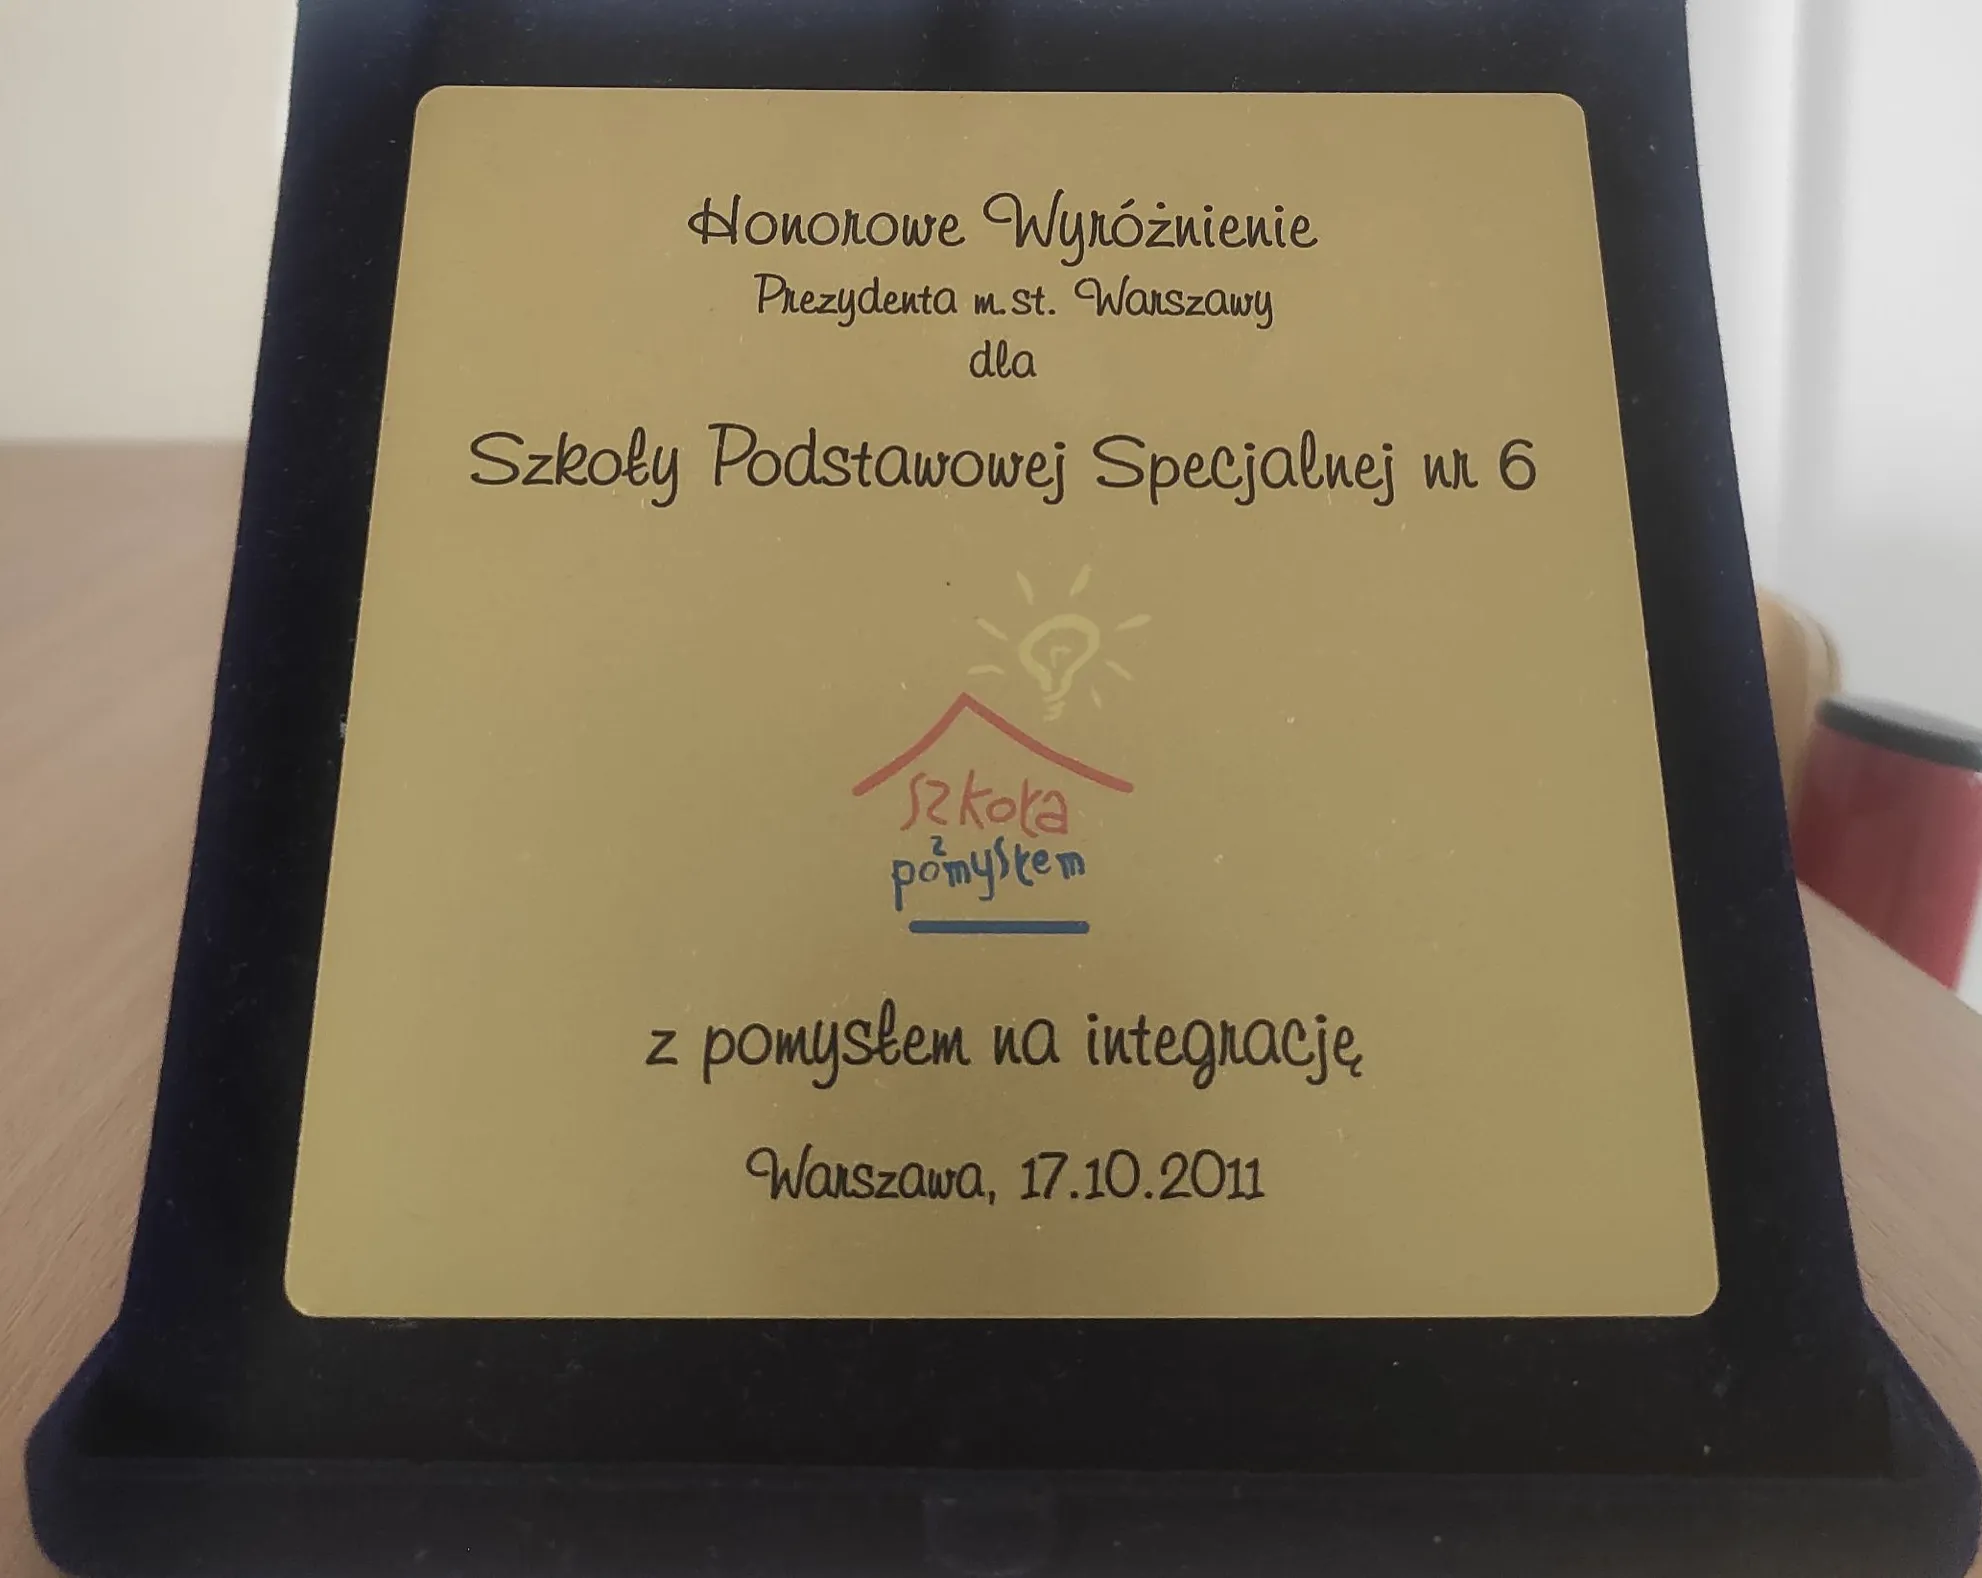 Honorowe Wyróżnienie
Prezydenta m.st. Warszawy
dla
Szkoły Podstawowej Specjalnej nr 6
szkoła
z
pomysłem
z pomysłem na integrację
Warszawa, 17.10.2011